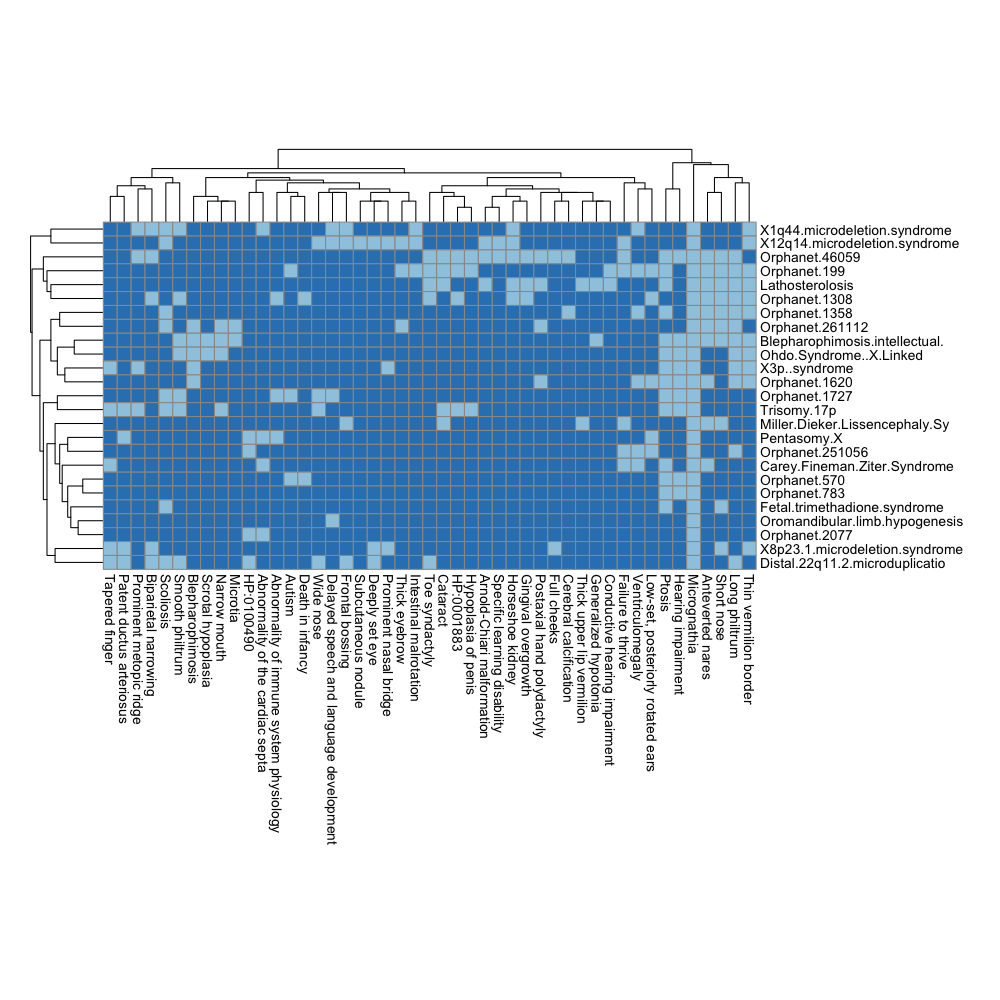 X1q44.microdeletion.syndrome
X12q14.microdeletion.syndrome
Orphanet.46059
Orphanet.199
Lathosterolosis
Orphanet.1308
Orphanet.1358
Orphanet.261112
Blepharophimosis.intellectual.
Ohdo.Syndrome..X.Linked
X3p..syndrome
Orphanet.1620
Orphanet.1727
Trisomy.17p
Miller.Dieker.Lissencephaly.Sy
Pentasomy.X
Orphanet.251056
Carey.Fineman.Ziter.Syndrome
Orphanet.570
Orphanet.783
Fetal.trimethadione.syndrome
Oromandibular.limb.hypogenesis
Orphanet.2077
X8p23.1.microdeletion.syndrome
Distal.22q11.2.microduplicatio
Tapered finger
Patent ductus arteriosus
Prominent metopic ridge
Biparietal narrowing
Scoliosis
Smooth philtrum
Blepharophimosis
Scrotal hypoplasia
Narrow mouth
Microtia
HP:0100490
Abnormality of the cardiac septa
Abnormality of immune system physiology
Autism
Death in infancy
Wide nose
Delayed speech and language development
Frontal bossing
Subcutaneous nodule
Deeply set eye
Prominent nasal bridge
Thick eyebrow
Intestinal malrotation
Toe syndactyly
Cataract
HP:0001883
Hypoplasia of penis
Arnold-Chiari malformation
Specific learning disability
Horseshoe kidney
Gingival overgrowth
Postaxial hand polydactyly
Full cheeks
Cerebral calcification
Thick upper lip vermilion
Generalized hypotonia
Conductive hearing impairment
Failure to thrive
Ventriculomegaly
Low-set, posteriorly rotated ears
Ptosis
Hearing impairment
Micrognathia
Anteverted nares
Short nose
Long philtrum
Thin vermilion border